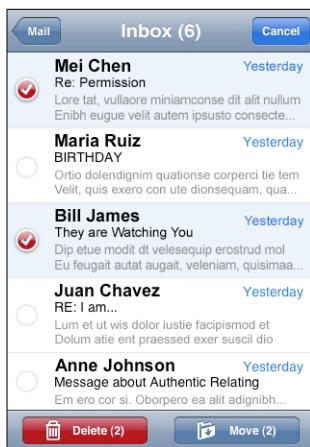 Mail Inbox (6) Cancel
Mei Chen Yesterday
Re: Permission
Lore tat, vullaore miniamconse dit alit nullum
Enibh eugue velit autem ipsusto consecte...
Maria Ruiz Yesterday
BIRTHDAY
Ortio dolendignim quationse corperci tie tem
Velit, quis exero con ute dionsequam, qua...
Bill James Yesterday
They are Watching You
Dip etue modit dt velesequip erostrud mol
Eu feugait autat augait, veleniam, quisimaa...
Juan Chavez Yesterday
RE: I am...
Lum et ut wis dolor iustie facipismod et
Dolum atie ent praessed exer suscil dio
Anne Johnson Yesterday
Message about Authentic Relating
Em ero cor si. Oborpero ea alit adignibh...
Delete (2) Move (2)